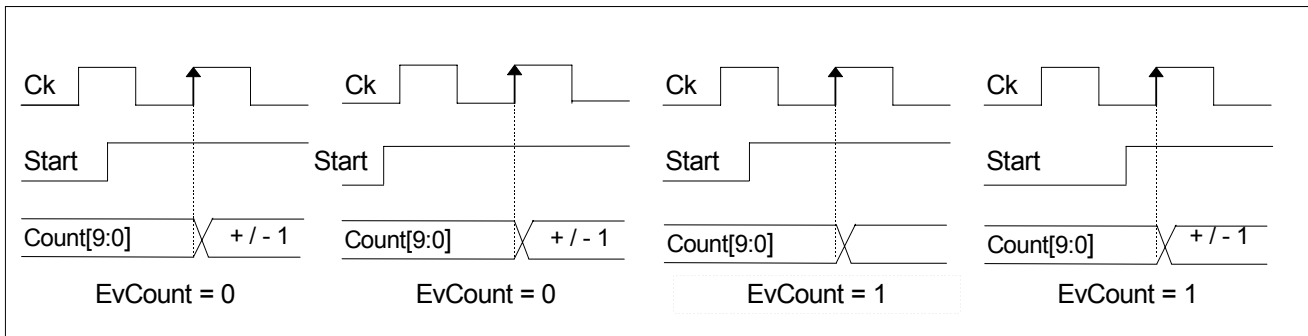 Ck Ck Ck Ck
Start Start Start Start
Count[9:0] + / - 1 Count[9:0] + / - 1 Count[9:0] Count[9:0] + / - 1
EvCount = 0 EvCount = 0 EvCount = 1 EvCount = 1